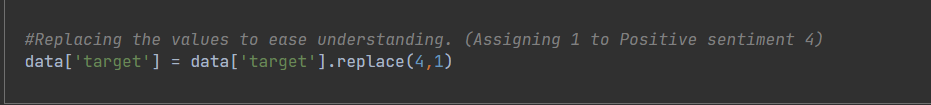 #Replacing the values to ease understanding. (Assigning 1 to Positive sentiment 4)
data['target'] = data['target'].replace(4,1)